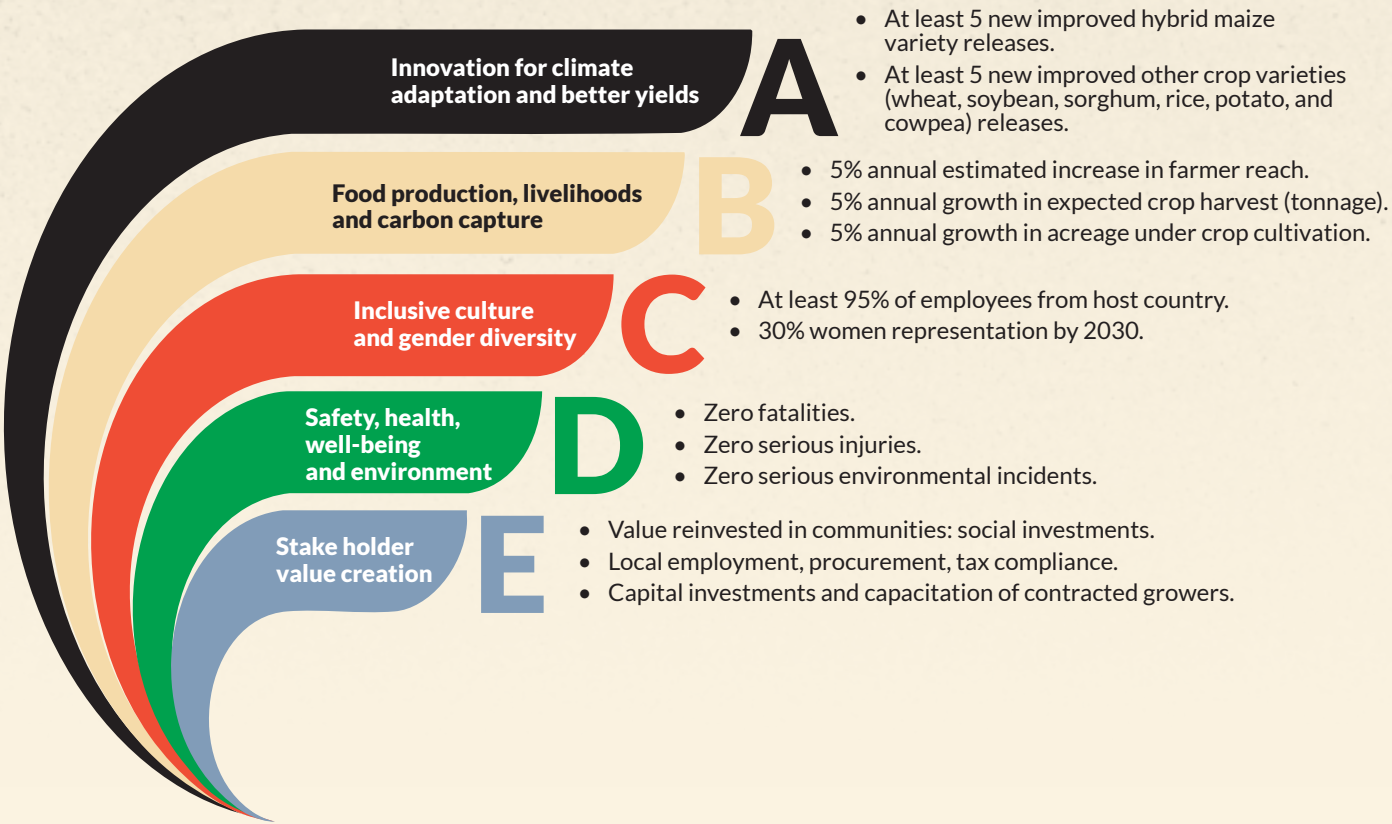 Innovation for climate
adaptation and better yields
A
• At least 5 new improved hybrid maize
variety releases.
• At least 5 new improved other crop varieties
(wheat, soybean, sorghum, rice, potato, and
cowpea) releases.
Food production, livelihoods
and carbon capture
B
• 5% annual estimated increase in farmer reach.
• 5% annual growth in expected crop harvest (tonnage).
• 5% annual growth in acreage under crop cultivation.
Inclusive culture
and gender diversity
C
• At least 95% of employees from host country.
• 30% women representation by 2030.
Safety, health,
well-being
and environment
D
• Zero fatalities.
• Zero serious injuries.
• Zero serious environmental incidents.
Stake holder
value creation
E
• Value reinvested in communities: social investments.
• Local employment, procurement, tax compliance.
• Capital investments and capacitation of contracted growers.